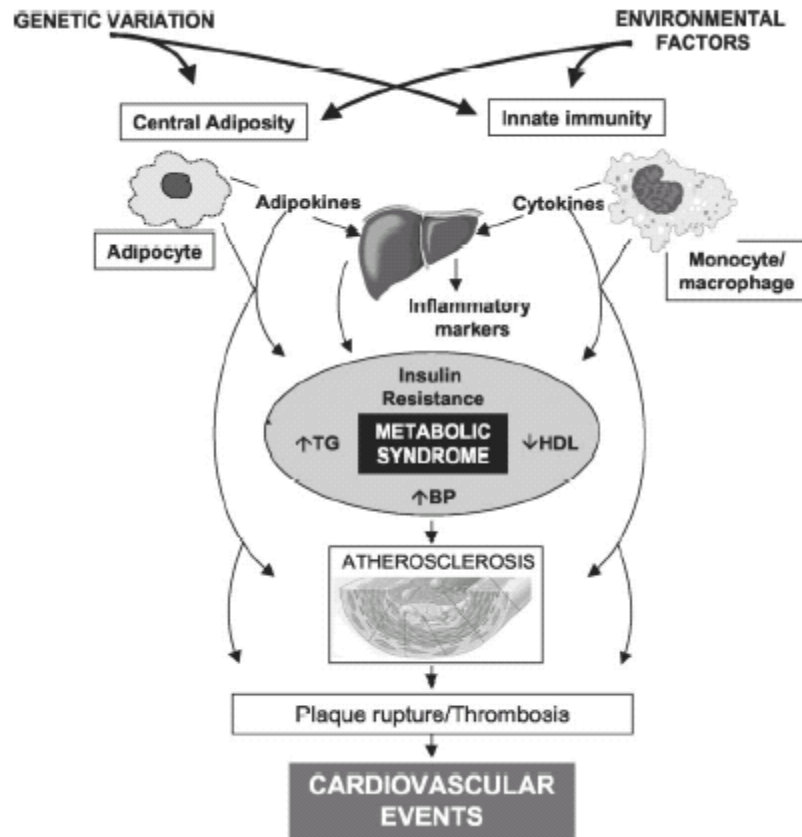 GENETIC VARIATION
ENVIRONMENTAL
FACTORS
Central Adiposity
Innate immunity
Adipokines
Cytokines
Adipocyte
Monocyte/
macrophage
Inflammatory
markers
Insulin
Resistance
↑TG
METABOLIC
SYNDROME
↓HDL
↑BP
ATHEROSCLEROSIS
Plaque rupture/Thrombosis
CARDIOVASCULAR
EVENTS